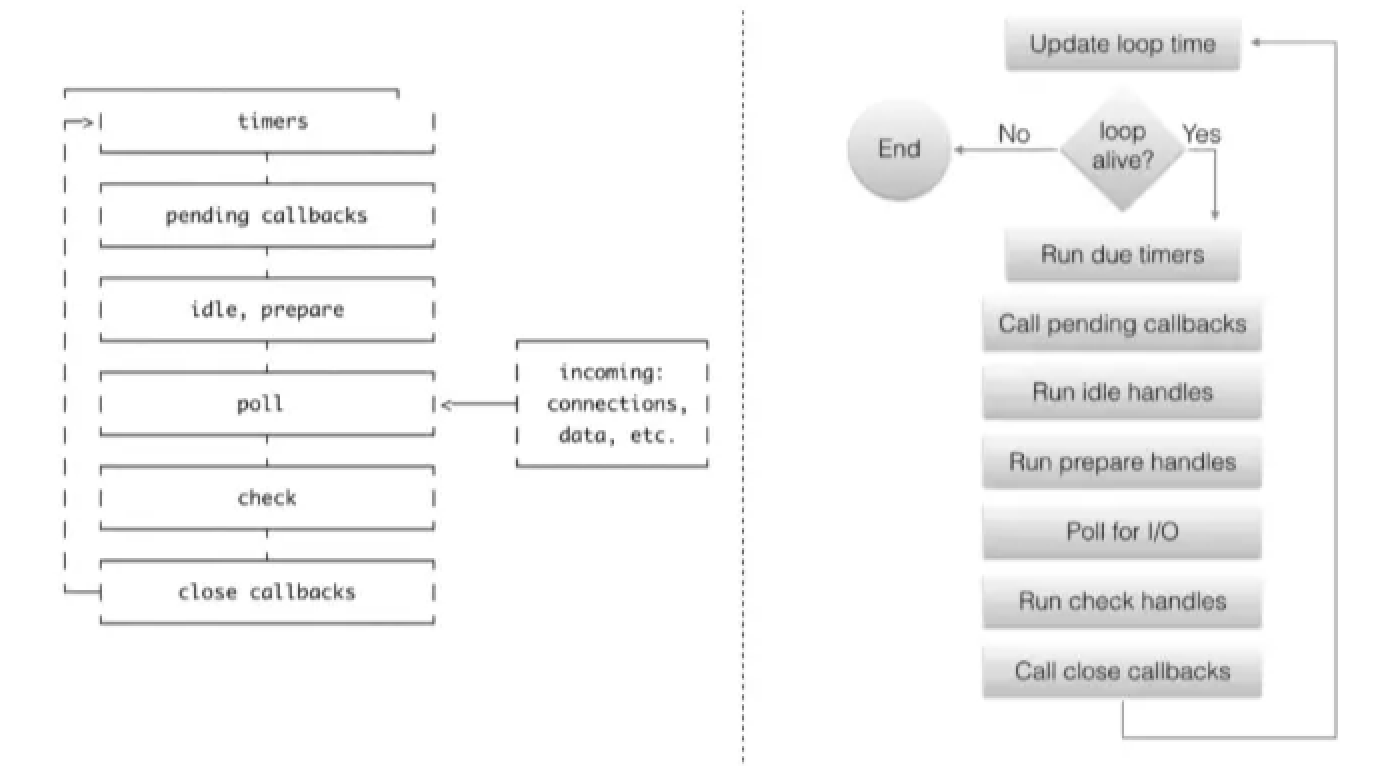 timers
pending callbacks
idle, prepare
poll
incoming:
connections,
data, etc.
check
close callbacks
Update loop time
End
No
loop
alive?
Yes
Run due timers
Call pending callbacks
Run idle handles
Run prepare handles
Poll for I/O
Run check handles
Call close callbacks